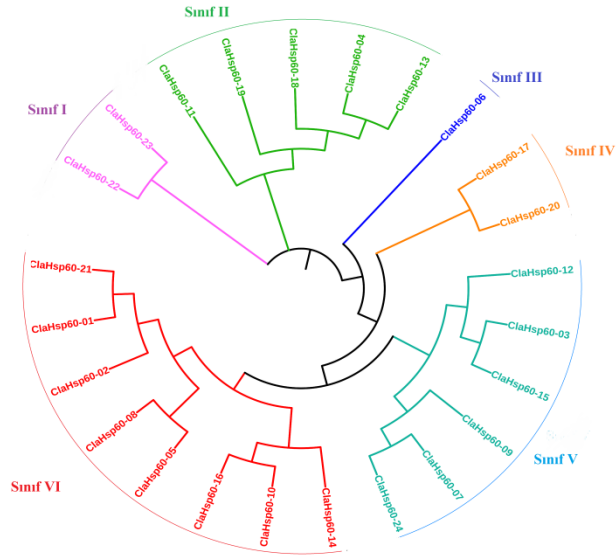 Sınıf I
ClaHsp60-22
ClaHsp60-23
Sınıf II
ClaHsp60-11
ClaHsp60-19
ClaHsp60-18
ClaHsp60-04
ClaHsp60-13
Sınıf III
ClaHsp60-06
Sınıf IV
ClaHsp60-17
ClaHsp60-20
Sınıf V
ClaHsp60-12
ClaHsp60-03
ClaHsp60-15
ClaHsp60-09
ClaHsp60-07
ClaHsp60-24
Sınıf VI
ClaHsp60-14
ClaHsp60-10
ClaHsp60-16
ClaHsp60-05
ClaHsp60-08
ClaHsp60-02
ClaHsp60-01
ClaHsp60-21